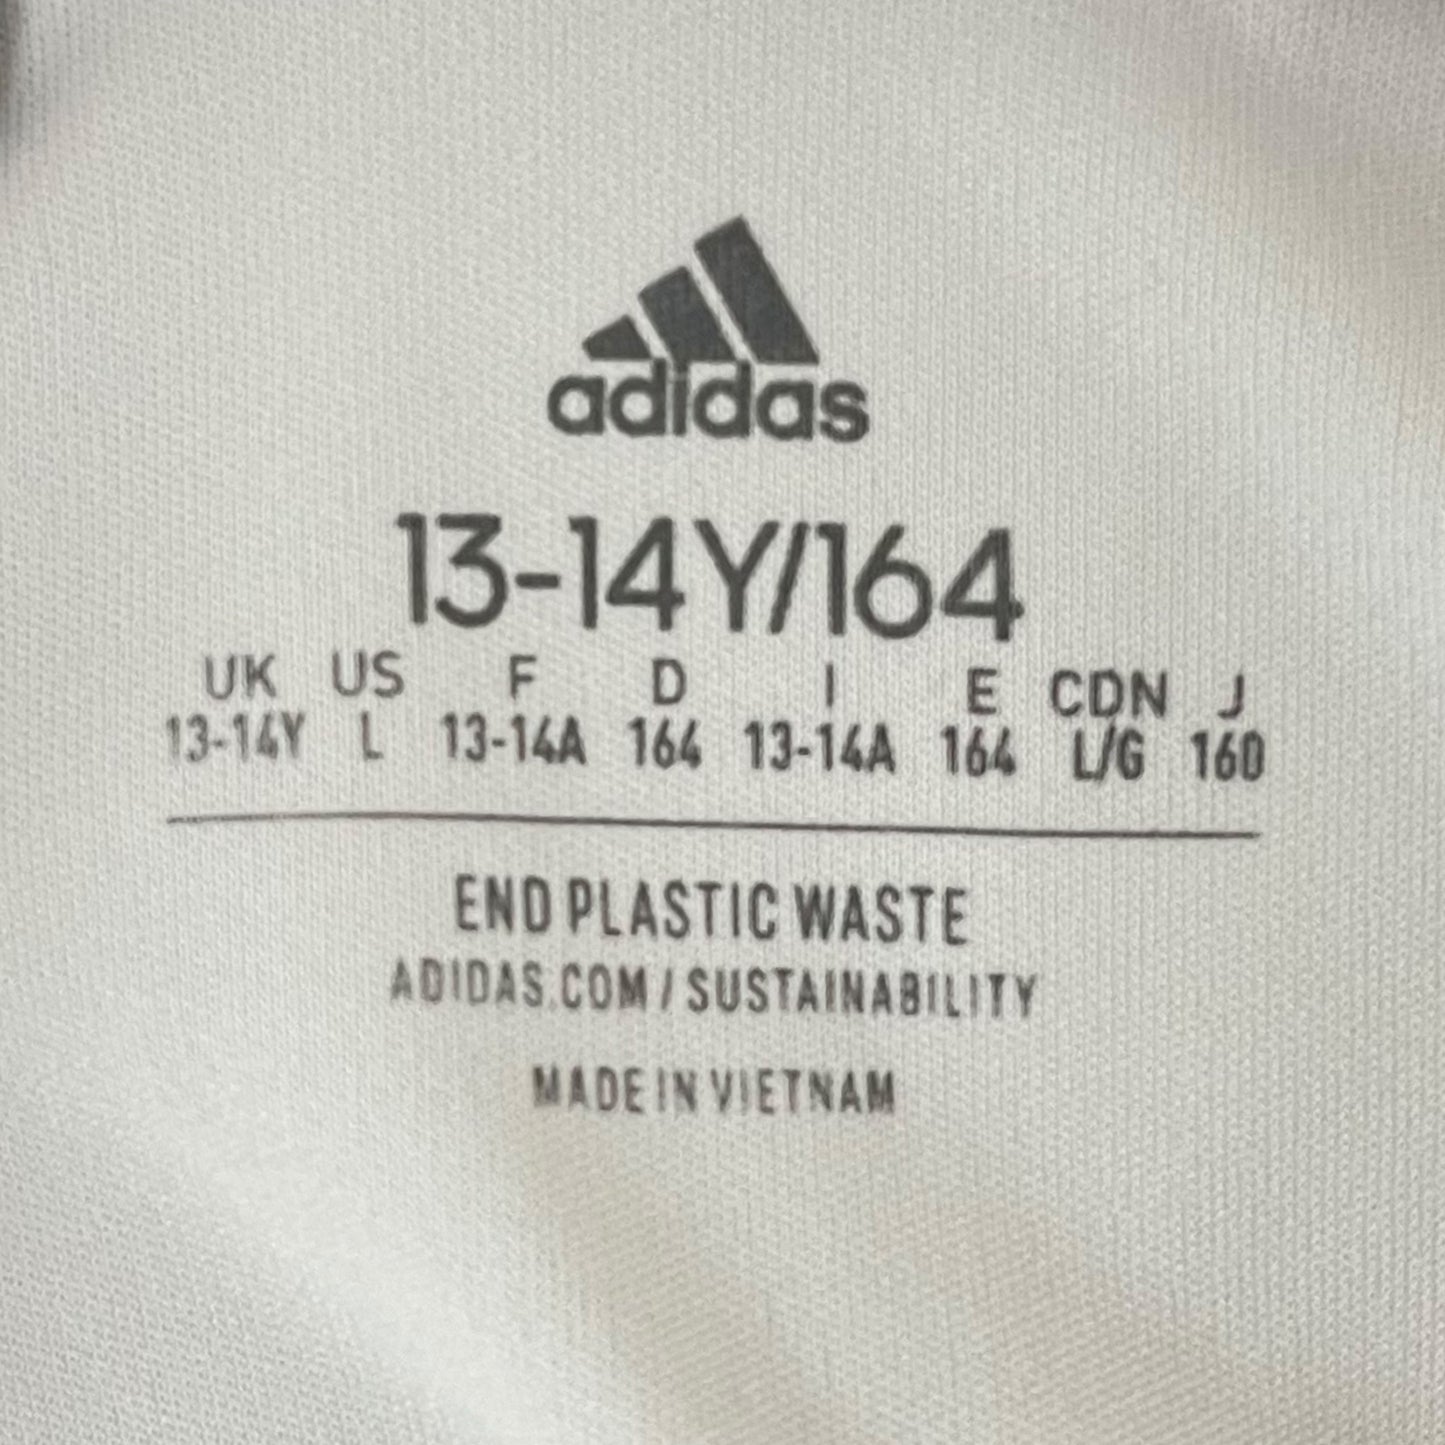 adidas
13-14Y/164
UK US F D I E CDN J
13-14Y L 13-14A 164 13-14A 164 L/G 160
END PLASTIC WASTE
ADIDAS.COM/SUSTAINABILITY
MADE IN VIETNAM